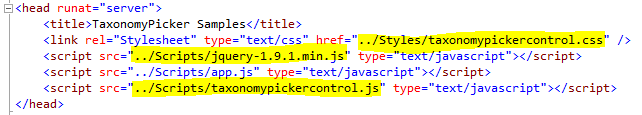 <head runat="server">
    <title>TaxonomyPicker Samples</title>
    <link rel="Stylesheet" type="text/css" href="../Styles/taxonomypickercontrol.css" />
    <script src="../Scripts/jquery-1.9.1.min.js" type="text/javascript"></script>
    <script src="../Scripts/app.js" type="text/javascript"></script>
    <script src="../Scripts/taxonomypickercontrol.js" type="text/javascript"></script>
</head>